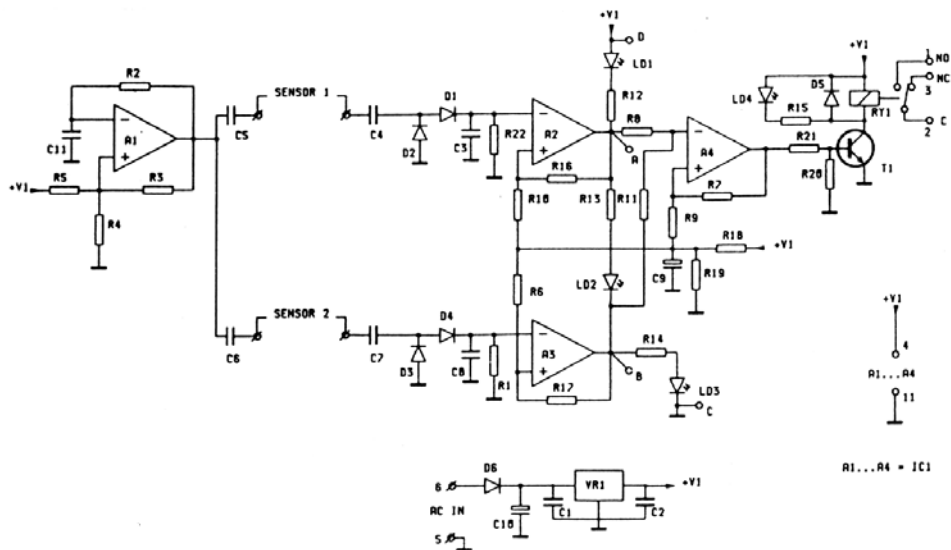 +V1
D
LD1
R12
R2
A1
C11
R5
+V1
R3
R4
C5
SENSOR 1
C4
D1
D2
C3
R22
A2
R16
R10
R8
A
R13
R11
A4
R7
R9
R18
+V1
C9
R19
+V1
LD4
D5
R15
RY1
R21
R20
T1
1
NO
NC
3
C
2
R6
LD2
C6
SENSOR 2
C7
D4
D3
C8
R1
A3
R17
B
R14
LD3
C
+V1
4
A1...A4
11
A1...A4 = IC1
6
AC IN
5
D6
C10
C1
VR1
C2
+V1